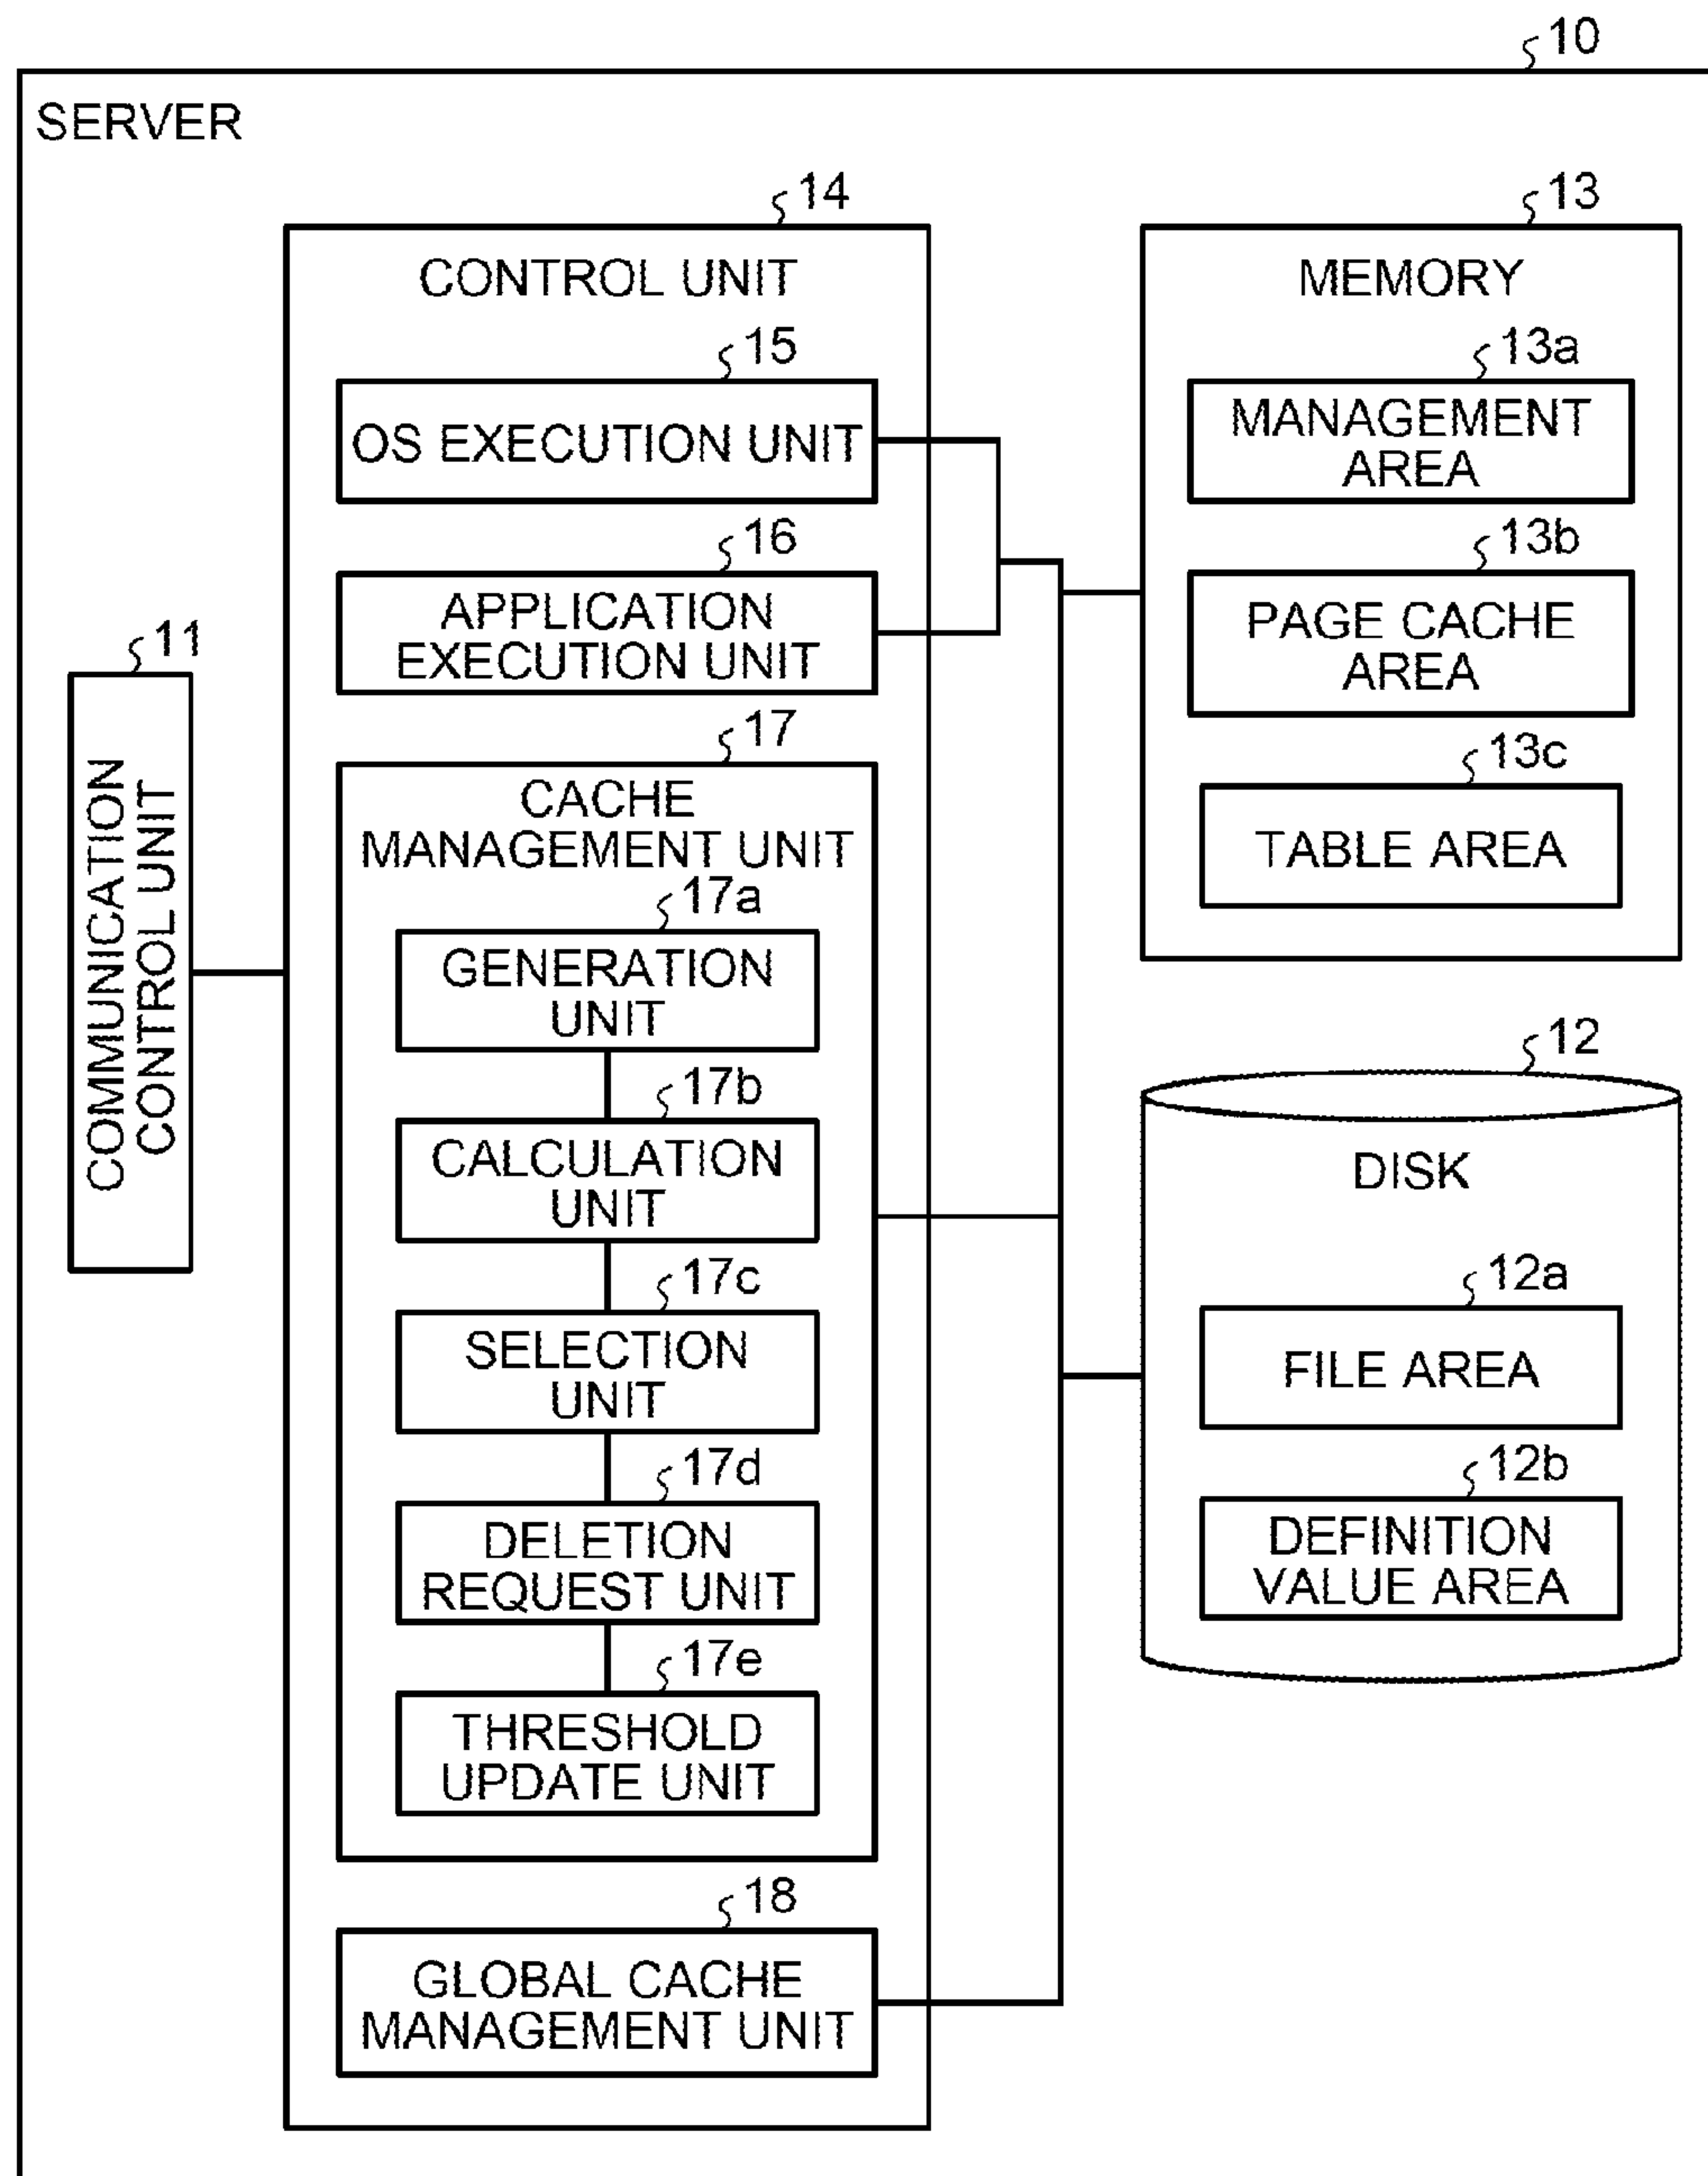 10
SERVER
14
CONTROL UNIT
15
OS EXECUTION UNIT
16
APPLICATION
EXECUTION UNIT
11
COMMUNICATION
CONTROL UNIT
17
CACHE
MANAGEMENT UNIT
17a
GENERATION
UNIT
17b
CALCULATION
UNIT
17c
SELECTION
UNIT
17d
DELETION
REQUEST UNIT
17e
THRESHOLD
UPDATE UNIT
18
GLOBAL CACHE
MANAGEMENT UNIT
13
MEMORY
13a
MANAGEMENT
AREA
13b
PAGE CACHE
AREA
13c
TABLE AREA
12
DISK
12a
FILE AREA
12b
DEFINITION
VALUE AREA